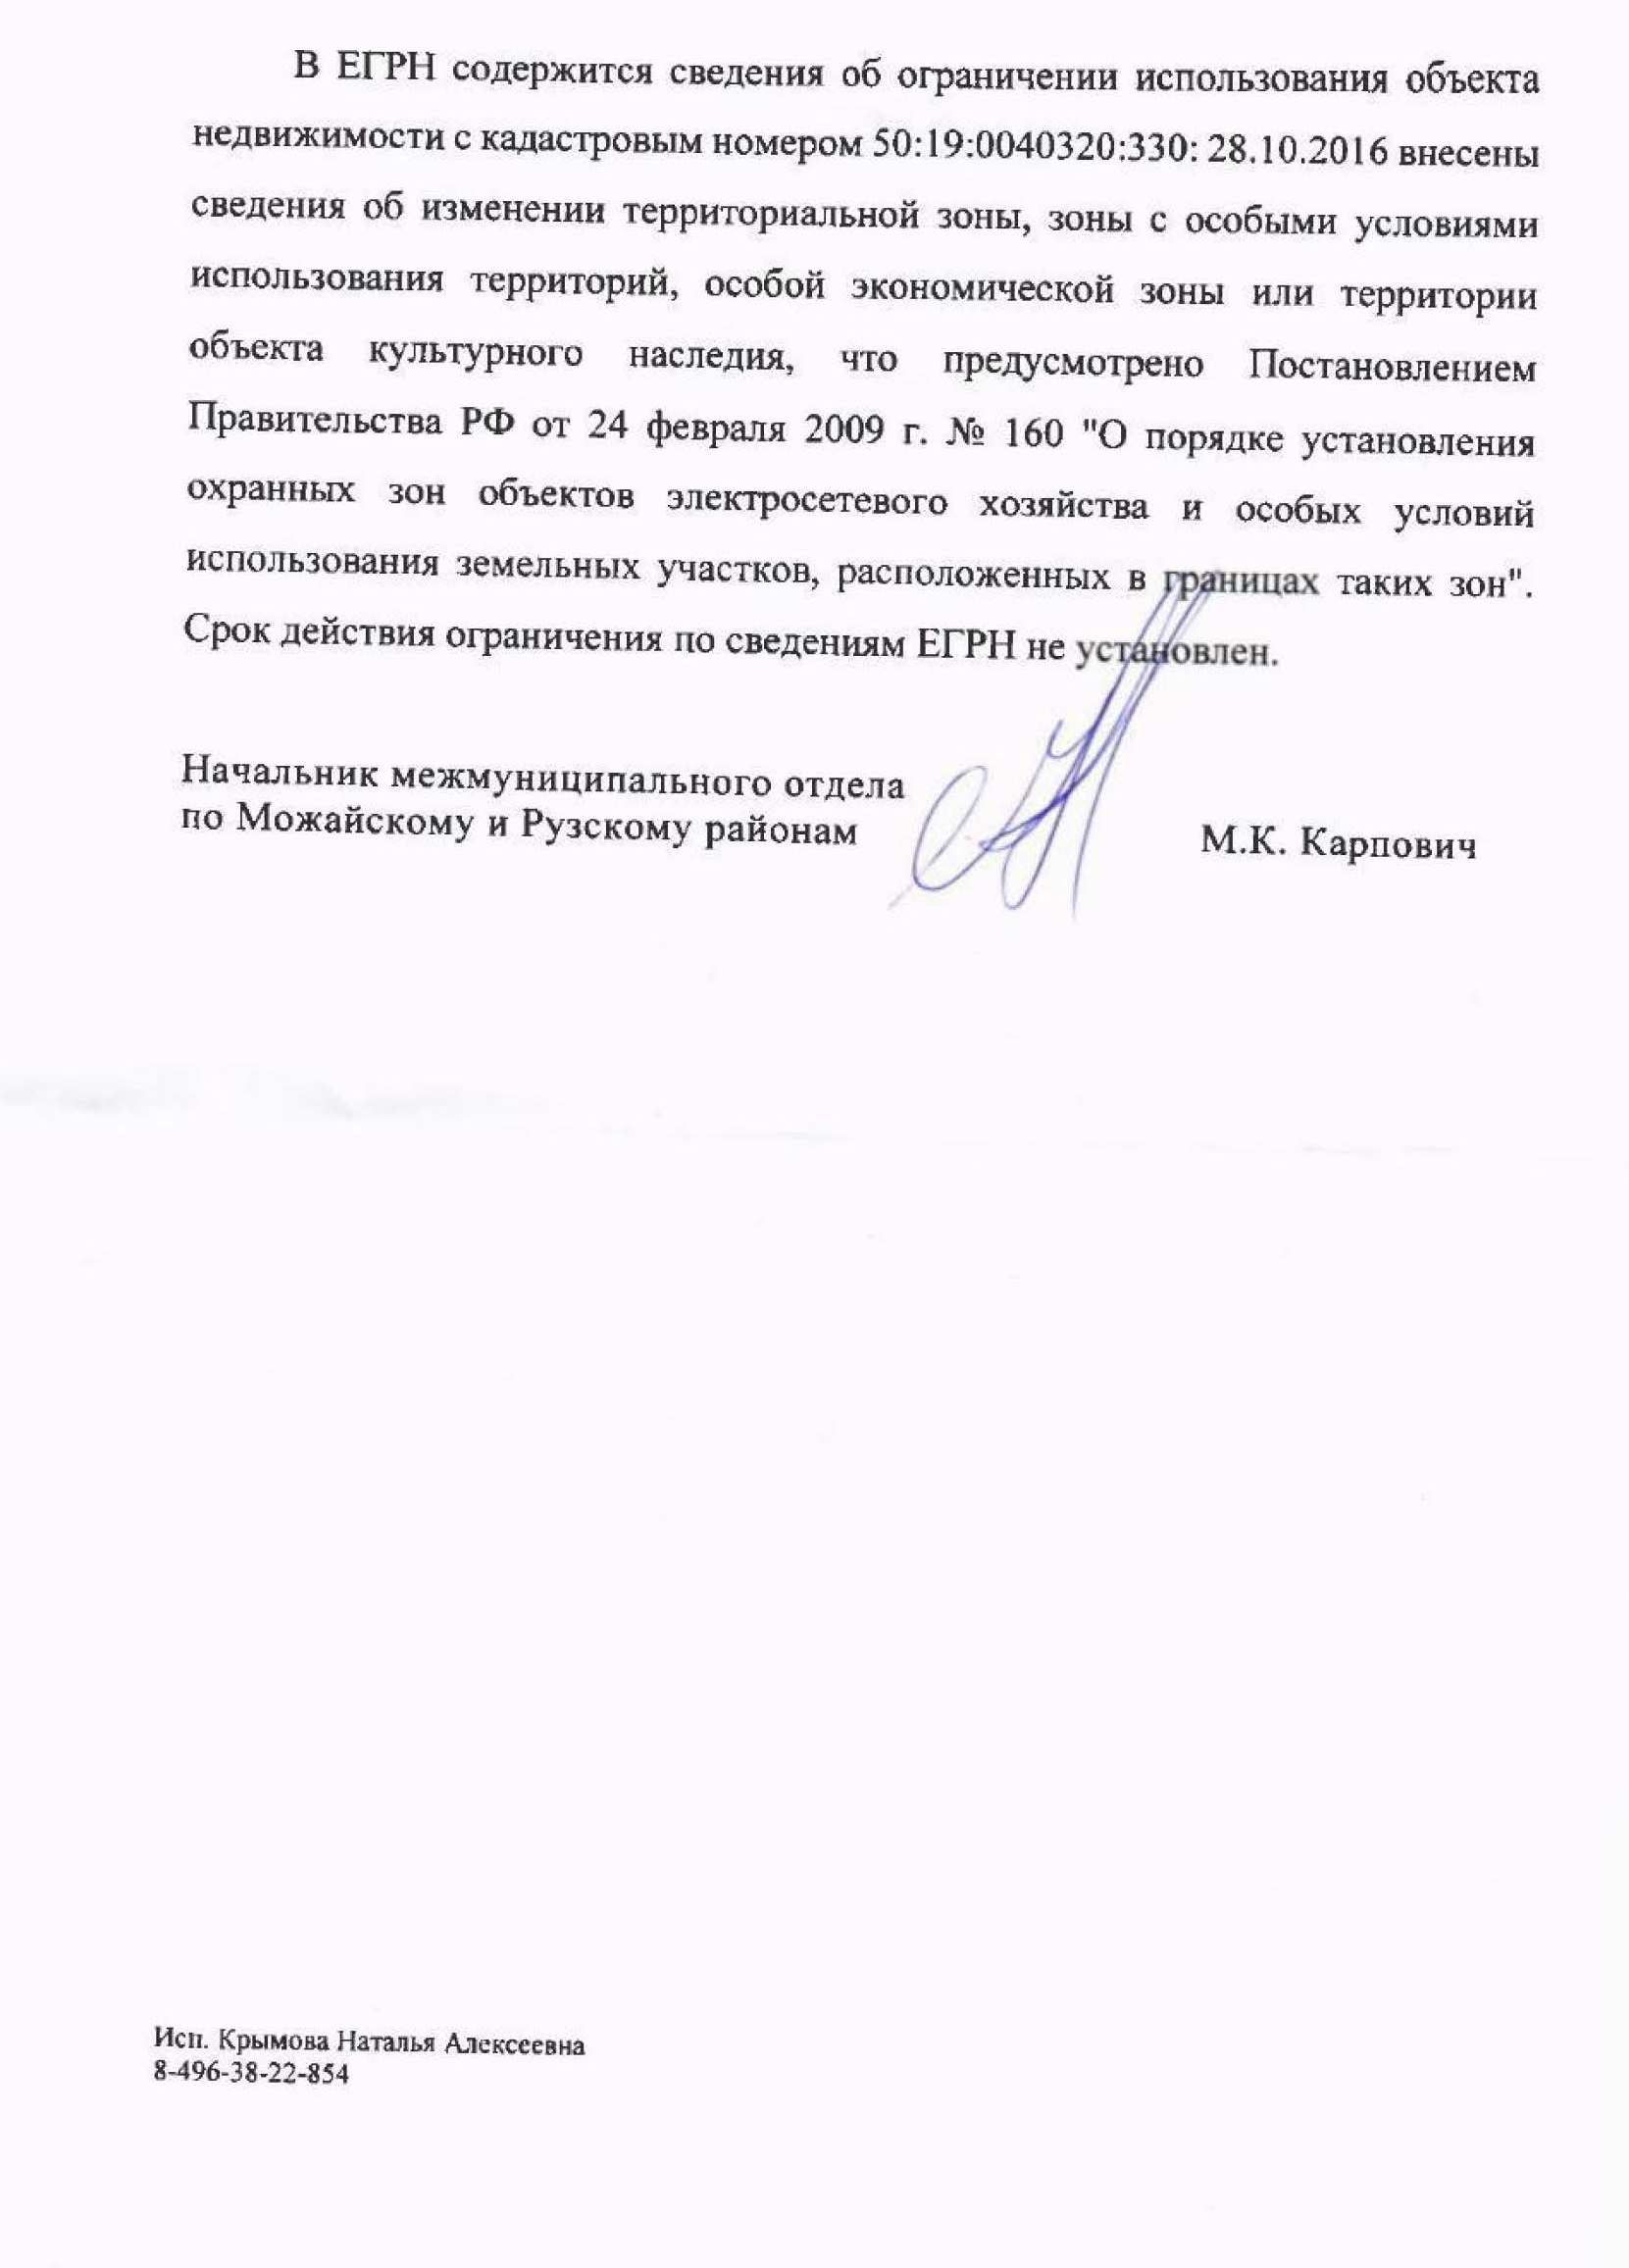 В ЕГРН содержится сведения об ограничении использования объекта
недвижимости с кадастровым номером 50:19:0040320:330: 28.10.2016 внесены
сведения об изменении территориальной зоны, зоны с особыми условиями
использования территорий, особой экономической зоны или территории
объекта культурного наследия, что предусмотрено Постановлением
Правительства РФ от 24 февраля 2009 г. № 160 "О порядке установления
охранных зон объектов электросетевого хозяйства и особых условий
использования земельных участков, расположенных в границах таких зон".
Срок действия ограничения по сведениям ЕГРН не установлен.
Начальник межмуниципального отдела
по Можайскому и Рузскому районам
М.К. Карпович
Исп. Крымова Наталья Алексеевна
8-496-38-22-854